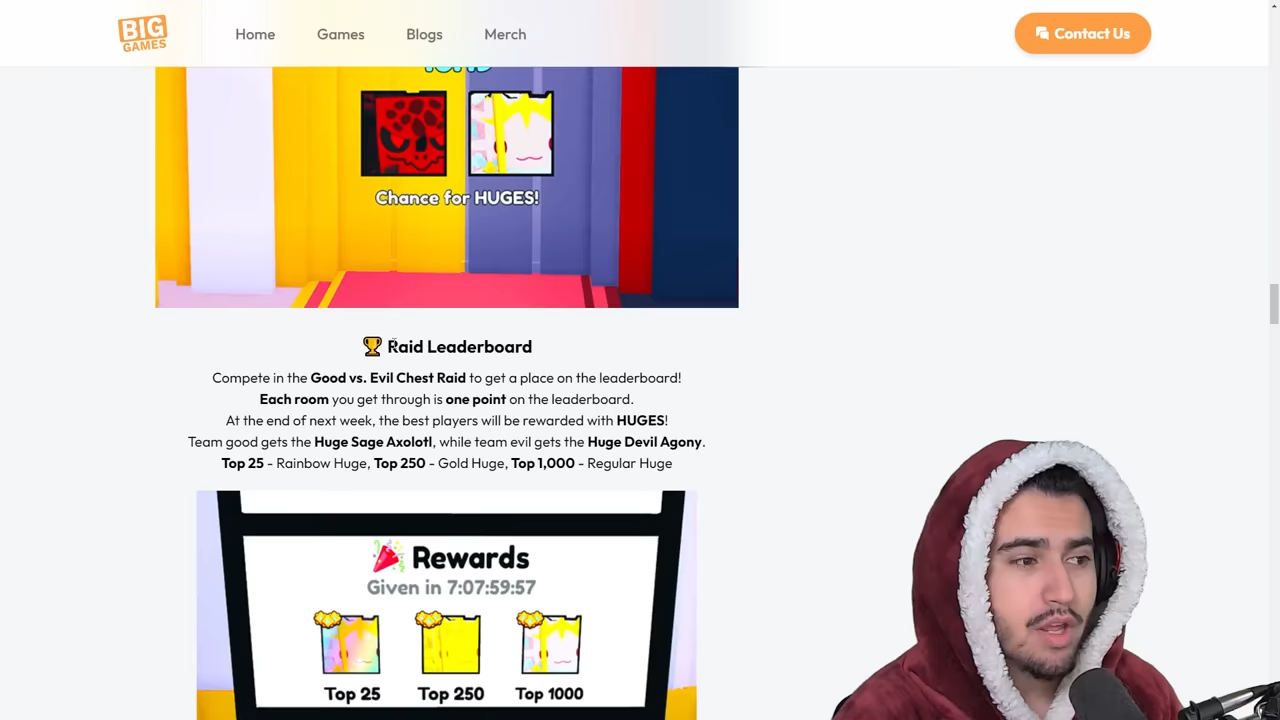 BIG
GAMES
Home
Games
Blogs
Merch
Contact Us
Chance for HUGES!
Raid Leaderboard
Compete in the Good vs. Evil Chest Raid to get a place on the leaderboard!
Each room you get through is one point on the leaderboard.
At the end of next week, the best players will be rewarded with HUGES!
Team good gets the Huge Sage Axolotl, while team evil gets the Huge Devil Agony.
Top 25 - Rainbow Huge, Top 250 - Gold Huge, Top 1,000 - Regular Huge
Rewards
Given in 7:07:59:57
Top 25
Top 250
Top 1000